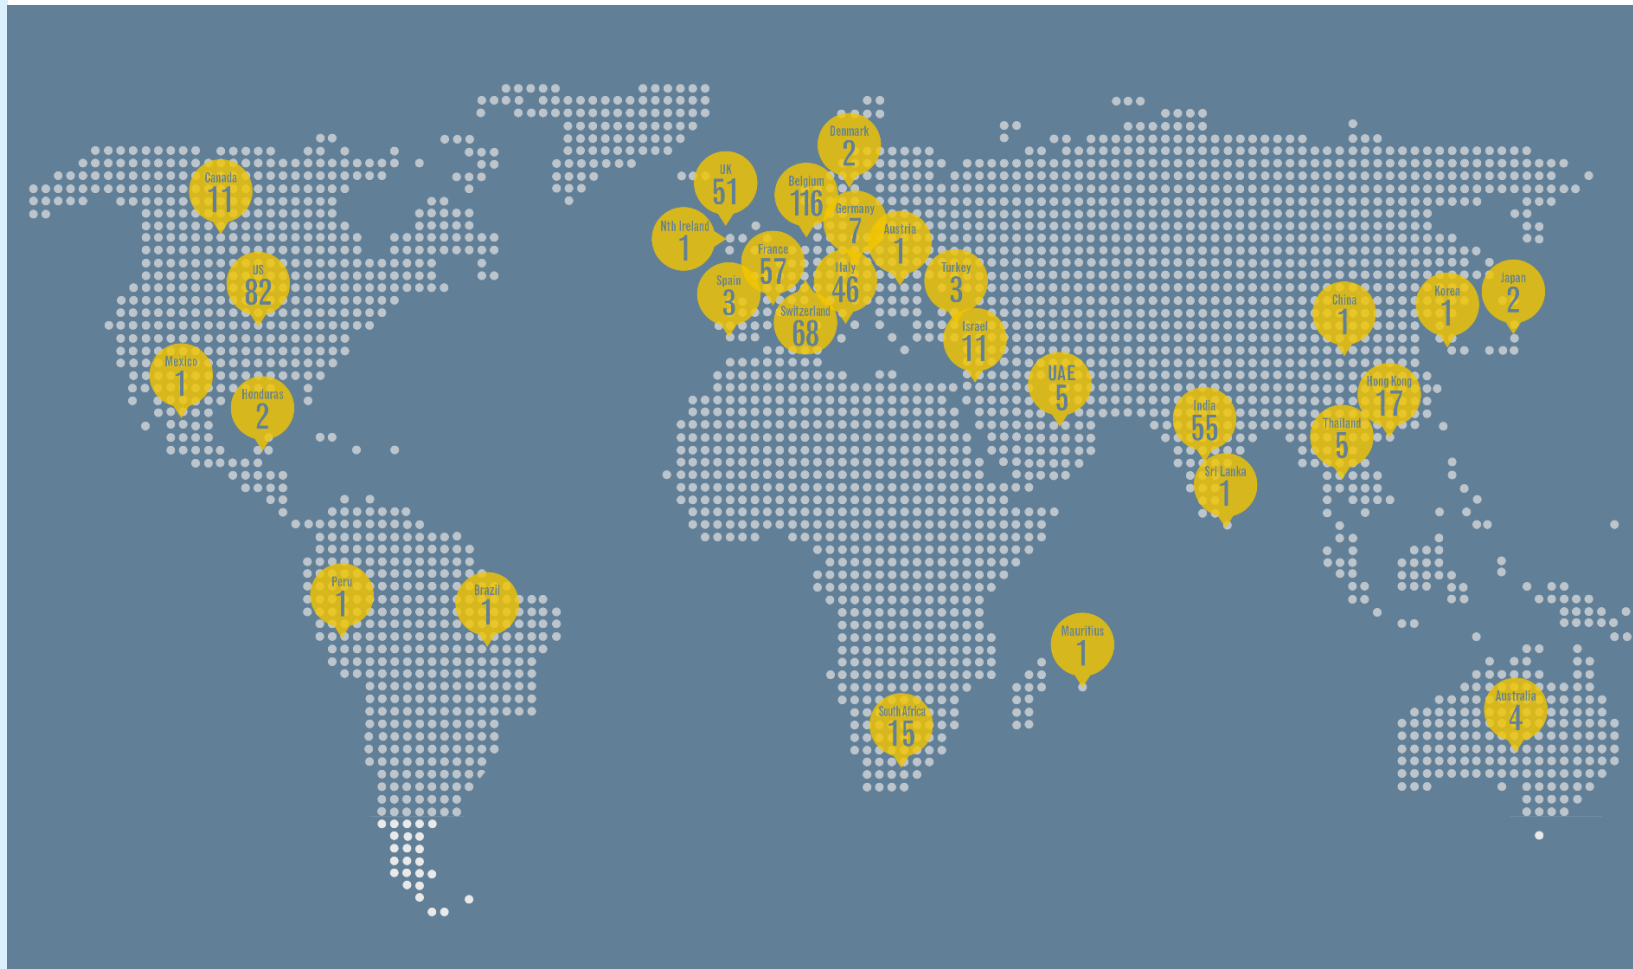 Denmark
2
UK
51
Belgium
116
Canada
11
Germany
7
Nth Ireland
1
Austria
1
France
57
US
82
Spain
3
Italy
46
Turkey
3
Switzerland
68
Israel
11
China
1
Korea
1
Japan
2
Mexico
1
Honduras
2
UAE
5
Hong Kong
17
India
55
Thailand
5
Sri Lanka
1
Peru
1
Brazil
1
Mauritius
1
South Africa
15
Australia
4